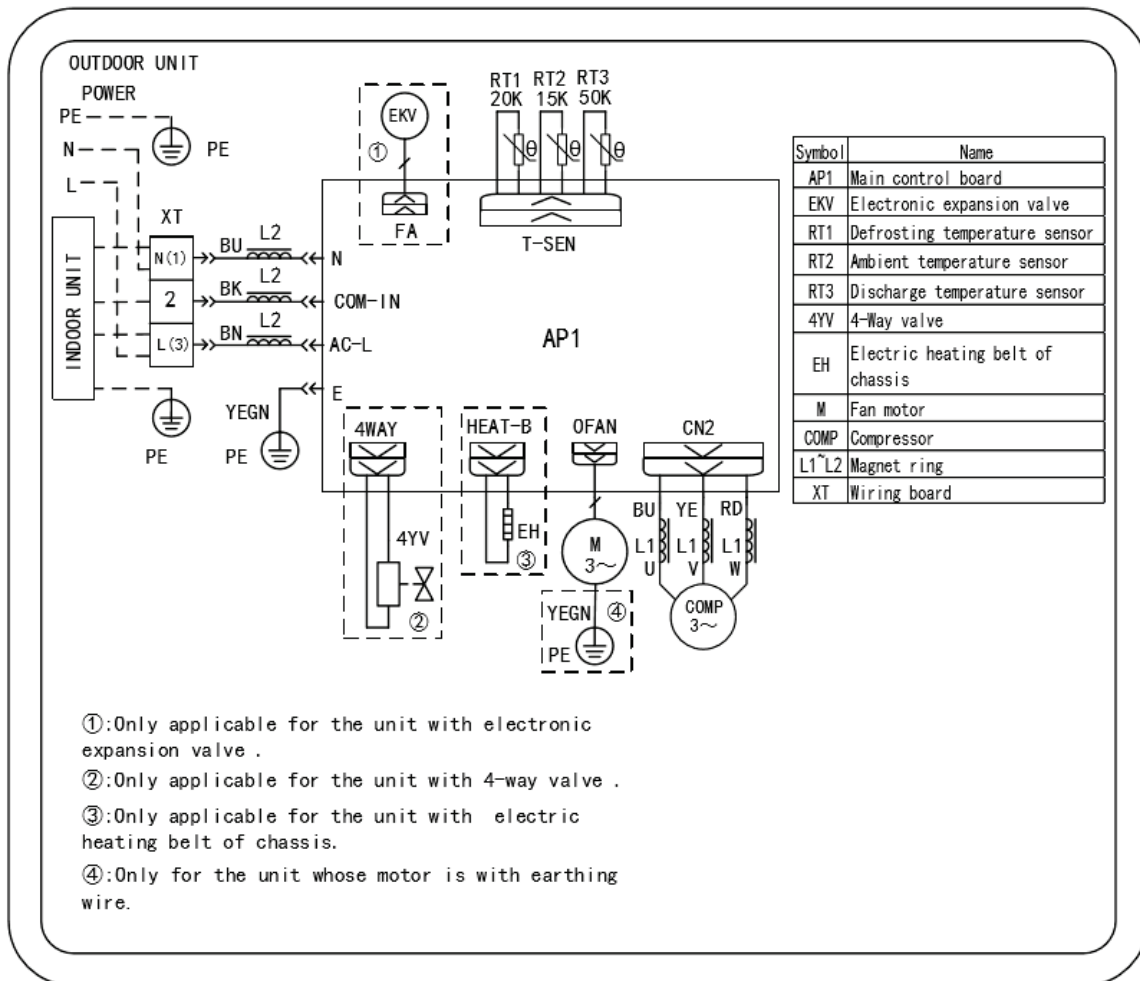 OUTDOOR UNIT
POWER
PE
N
L
PE
XT
INDOOR UNIT
N(1)
2
L(3)
BU
L2
BK
L2
BN
L2
N
COM-IN
AC-L
E
YEGN
PE
PE
EKV
①
FA
RT1 RT2 RT3
20K 15K 50K
θ θ θ
T-SEN
AP1
4WAY
4YV
②
HEAT-B
EH
③
OFAN
M
3～
YEGN ④
PE
CN2
BU YE RD
L1 L1 L1
U V W
COMP
3～
Symbol Name
AP1 Main control board
EKV Electronic expansion valve
RT1 Defrosting temperature sensor
RT2 Ambient temperature sensor
RT3 Discharge temperature sensor
4YV 4-Way valve
EH Electric heating belt of
chassis
M Fan motor
COMP Compressor
L1~L2 Magnet ring
XT Wiring board
①:Only applicable for the unit with electronic
expansion valve .
②:Only applicable for the unit with 4-way valve .
③:Only applicable for the unit with electric
heating belt of chassis.
④:Only for the unit whose motor is with earthing
wire.